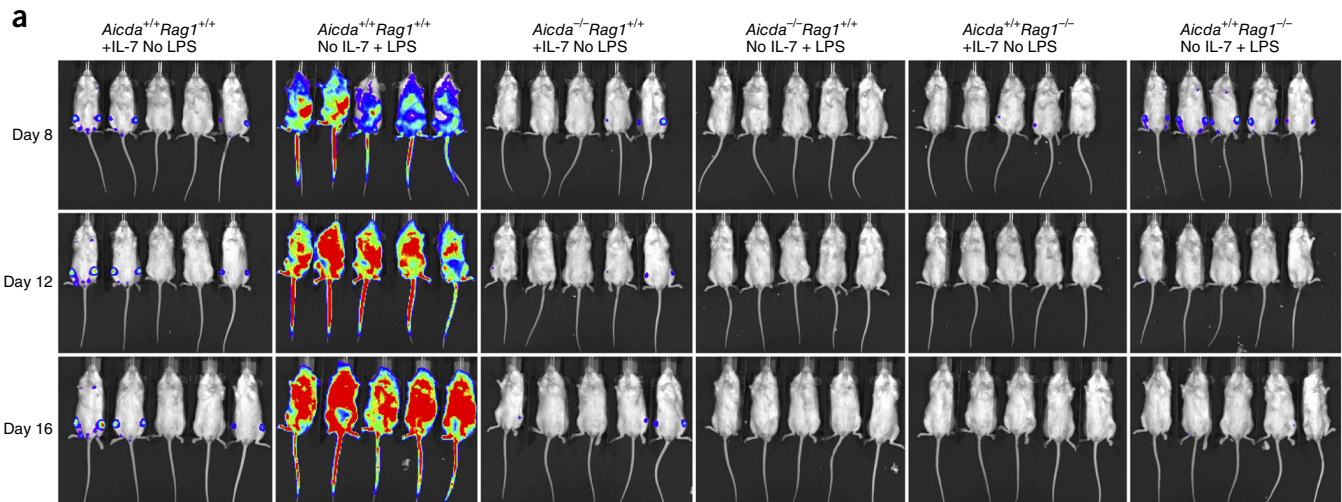 a
Aicda+/+Rag1+/+
+IL-7 No LPS
Aicda+/+Rag1+/+
No IL-7 + LPS
Aicda−/−Rag1+/+
+IL-7 No LPS
Aicda−/−Rag1+/+
No IL-7 + LPS
Aicda+/+Rag1−/−
+IL-7 No LPS
Aicda+/+Rag1−/−
No IL-7 + LPS
Day 8
Day 12
Day 16